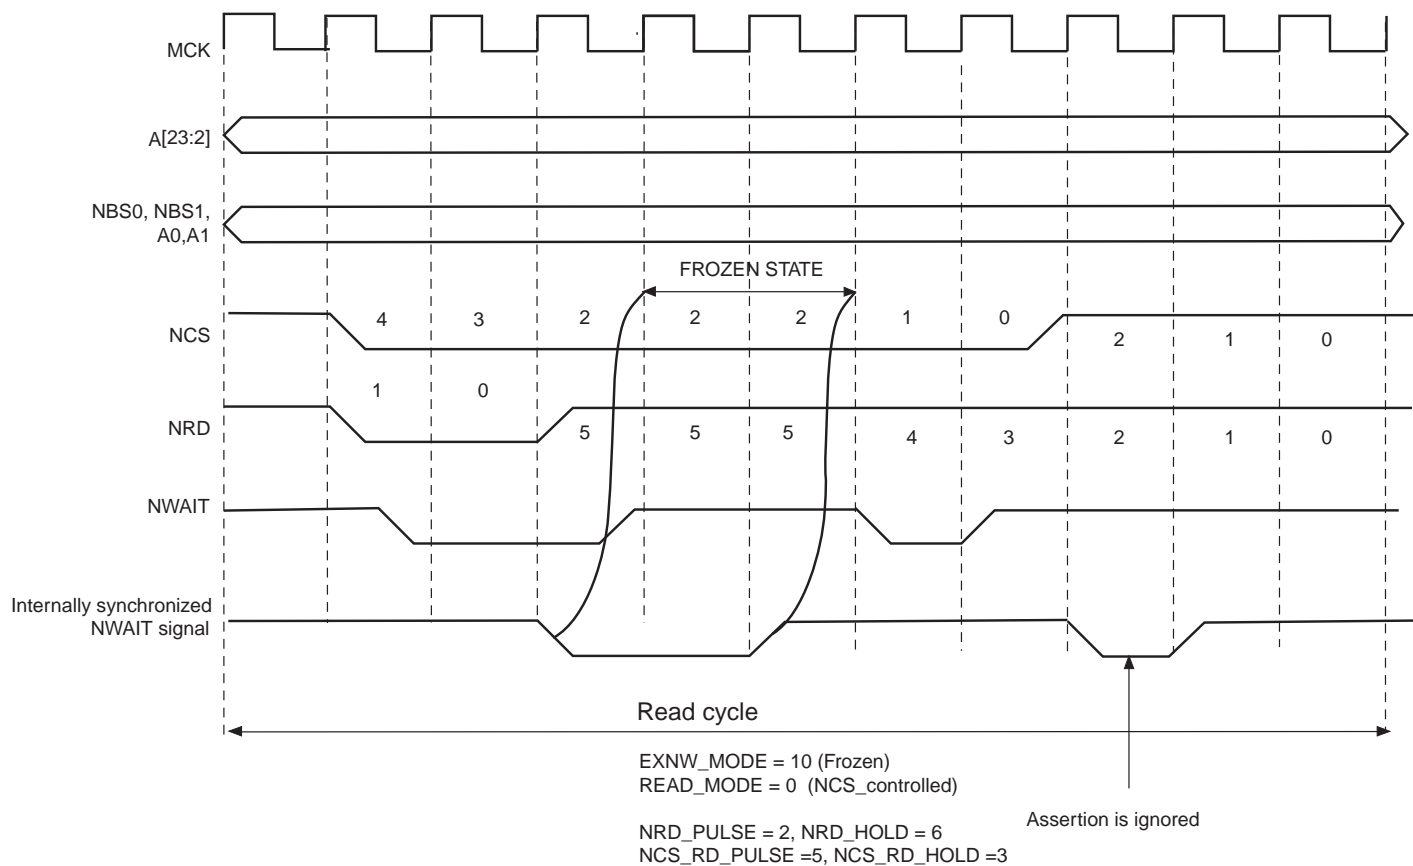 MCK
A[23:2]
NBS0, NBS1,
A0,A1
FROZEN STATE
NCS
4 3 2 2 2 1 0
2 1 0
1 0
NRD
5 5 5 4 3 2 1 0
NWAIT
Internally synchronized
NWAIT signal
Read cycle
EXNW_MODE = 10 (Frozen)
READ_MODE = 0 (NCS_controlled)
Assertion is ignored
NRD_PULSE = 2, NRD_HOLD = 6
NCS_RD_PULSE =5, NCS_RD_HOLD =3